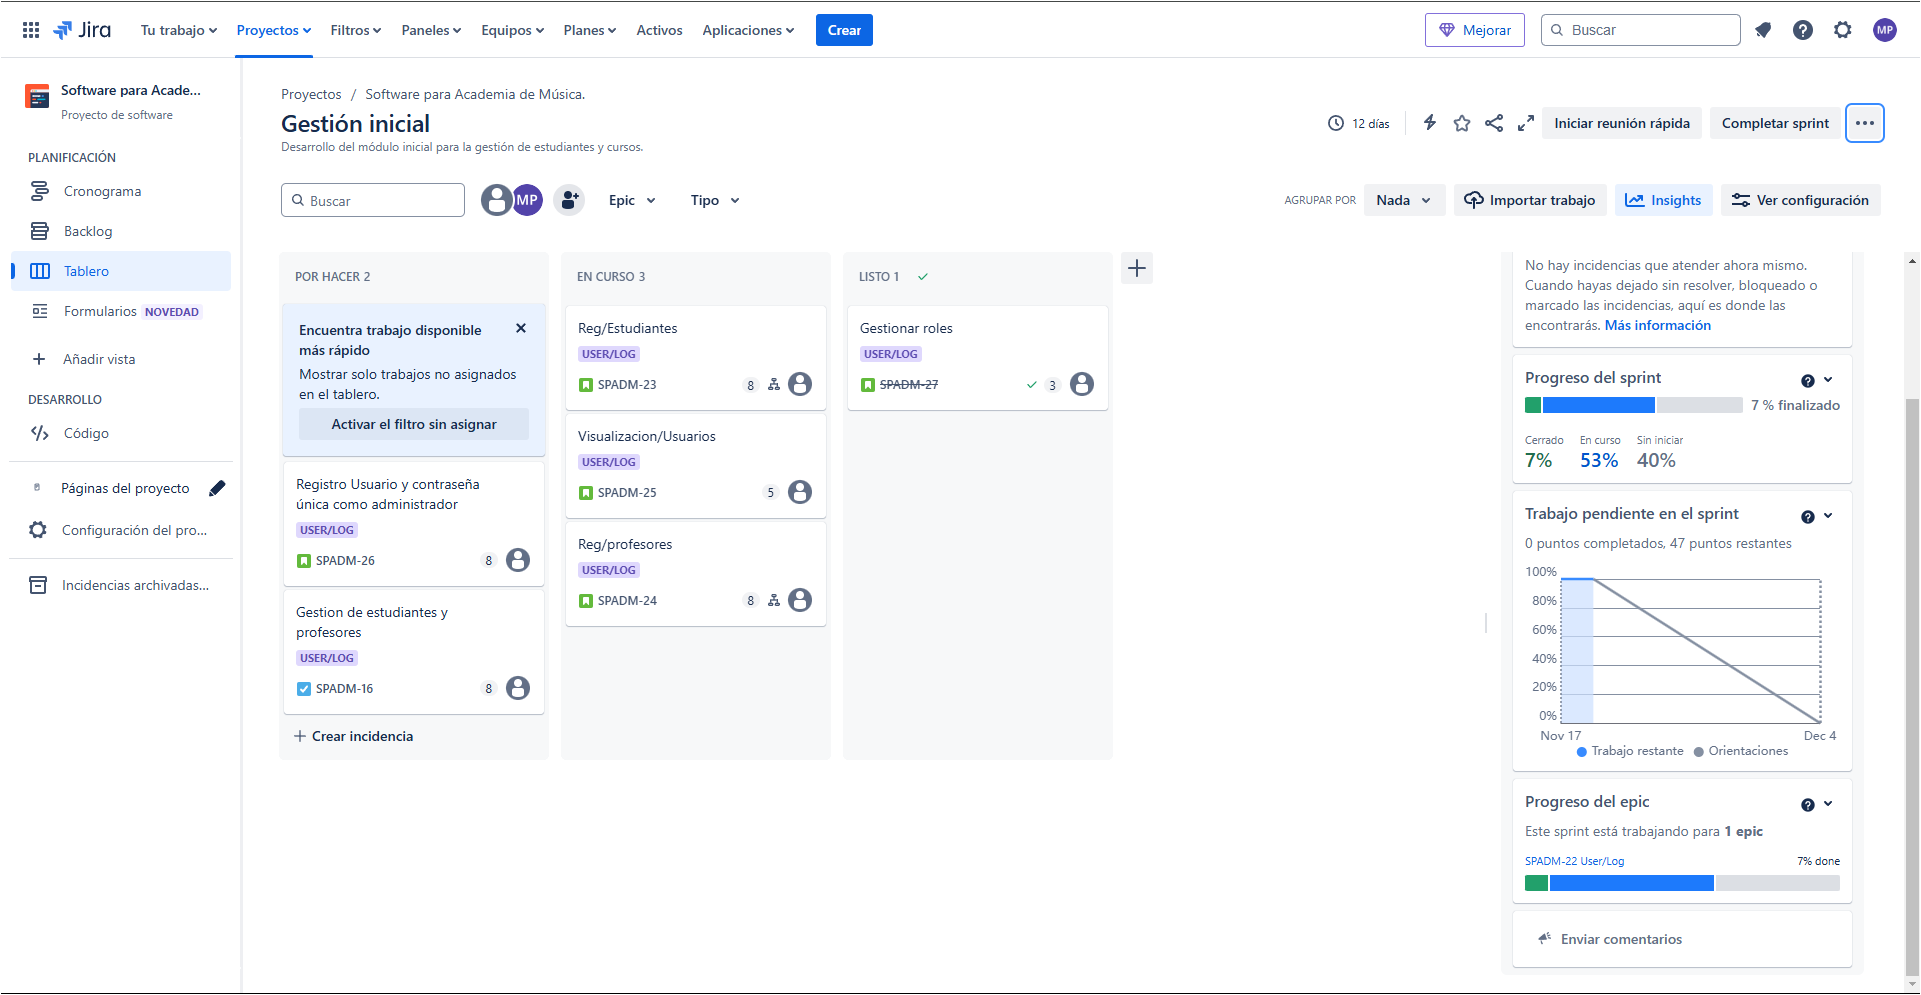 Jira
Tu trabajo
Proyectos
Filtros
Paneles
Equipos
Planes
Activos
Aplicaciones
Crear
Mejorar
Buscar
MP
Software para Acade...
Proyecto de software
PLANIFICACIÓN
Cronograma
Backlog
Tablero
Formularios NOVEDAD
Añadir vista
DESARROLLO
Código
Páginas del proyecto
Configuración del pro...
Incidencias archivadas...
Proyectos / Software para Academia de Música.
Gestión inicial
Desarrollo del módulo inicial para la gestión de estudiantes y cursos.
12 días
Iniciar reunión rápida
Completar sprint
Buscar
MP
Epic
Tipo
AGRUPAR POR
Nada
Importar trabajo
Insights
Ver configuración
POR HACER 2
Encuentra trabajo disponible
más rápido
Mostrar solo trabajos no asignados
en el tablero.
Activar el filtro sin asignar
Registro Usuario y contraseña
única como administrador
USER/LOG
SPADM-26 8
Gestion de estudiantes y
profesores
USER/LOG
SPADM-16 8
+ Crear incidencia
EN CURSO 3
Reg/Estudiantes
USER/LOG
SPADM-23 8
Visualizacion/Usuarios
USER/LOG
SPADM-25 5
Reg/profesores
USER/LOG
SPADM-24 8
LISTO 1
Gestionar roles
USER/LOG
SPADM-27 3
No hay incidencias que atender ahora mismo.
Cuando hayas dejado sin resolver, bloqueado o
marcado las incidencias, aquí es donde las
encontrarás. Más información
Progreso del sprint
7 % finalizado
Cerrado En curso Sin iniciar
7% 53% 40%
Trabajo pendiente en el sprint
0 puntos completados, 47 puntos restantes
100%
80%
60%
40%
20%
0%
Nov 17 Dec 4
Trabajo restante Orientaciones
Progreso del epic
Este sprint está trabajando para 1 epic
SPADM-22 User/Log 7% done
Enviar comentarios